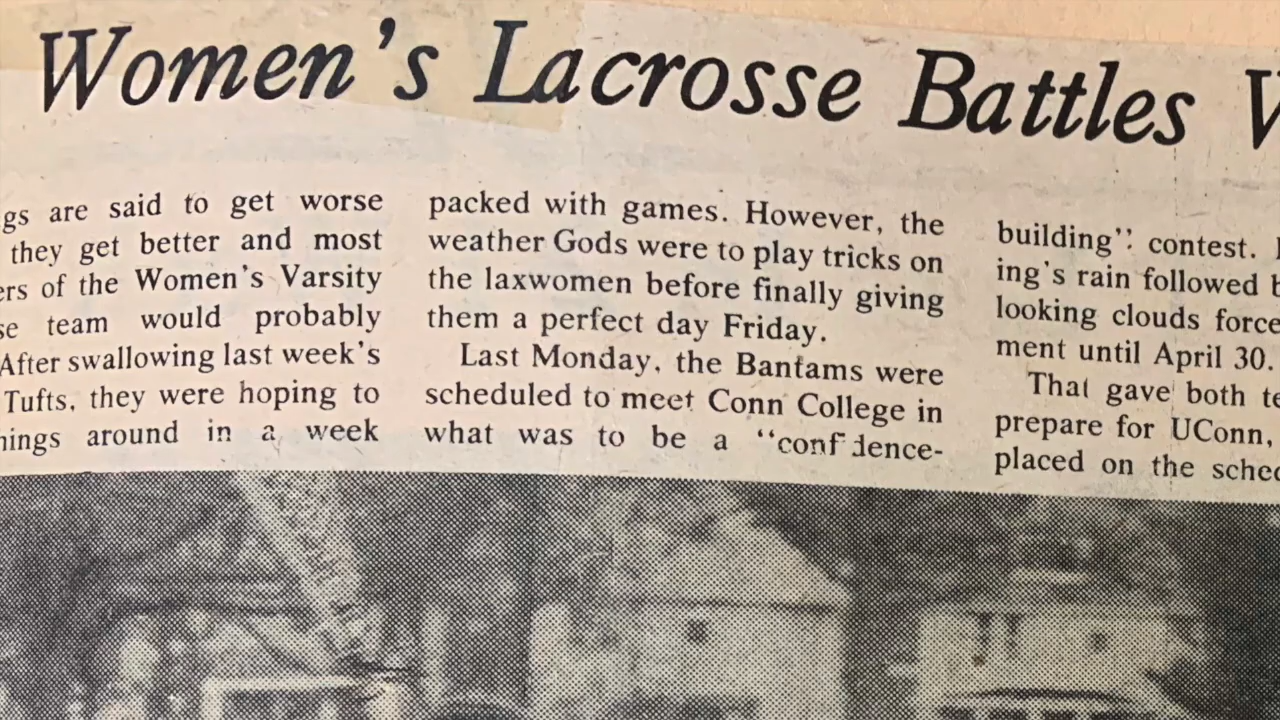 Women's Lacrosse Battles
gs are said to get worse
they get better and most
ers of the Women's Varsity
se team would probably
After swallowing last week's
Tufts, they were hoping to
nings around in a week
packed with games. However, the
weather Gods were to play tricks on
the laxwomen before finally giving
them a perfect day Friday.
Last Monday, the Bantams were
scheduled to meet Conn College in
what was to be a "confidence-
building" contest.
ing's rain followed b
looking clouds force
ment until April 30.
That gave both te
prepare for UConn,
placed on the sched